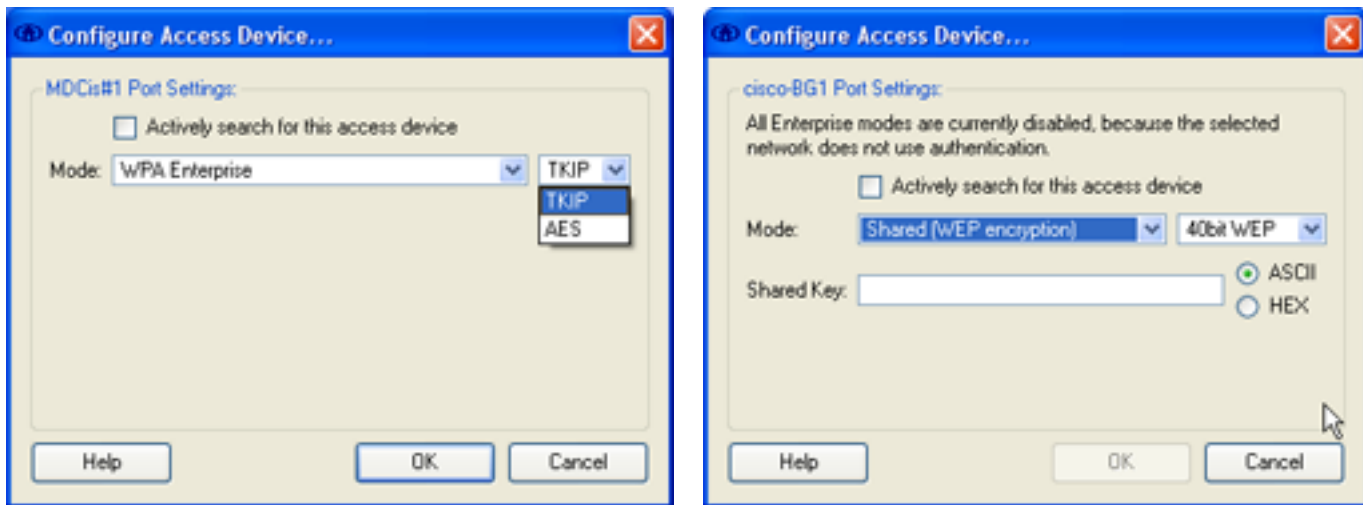 Configure Access Device...
MDCis#1 Port Settings:
Actively search for this access device
Mode: WPA Enterprise TKIP
TKIP
AES
Help OK Cancel
Configure Access Device...
cisco-BG1 Port Settings:
All Enterprise modes are currently disabled, because the selected
network does not use authentication.
Actively search for this access device
Mode: Shared (WEP encryption) 40bit WEP
Shared Key: ASCII
HEX
Help OK Cancel